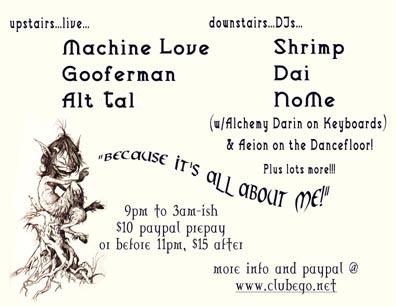 upstairs...live...
Machine Love
Gooferman
Alt Tal
downstairs...DJs...
Shrimp
Dai
NoMe
(w/Alchemy Darin on Keyboards)
& Aeion on the Dancefloor!
Plus lots more!!!
"BECAUSE IT'S ALL ABOUT ME!"
9pm to 3am-ish
$10 paypal prepay
or before 11pm, $15 after
more info and paypal @
www.clubego.net